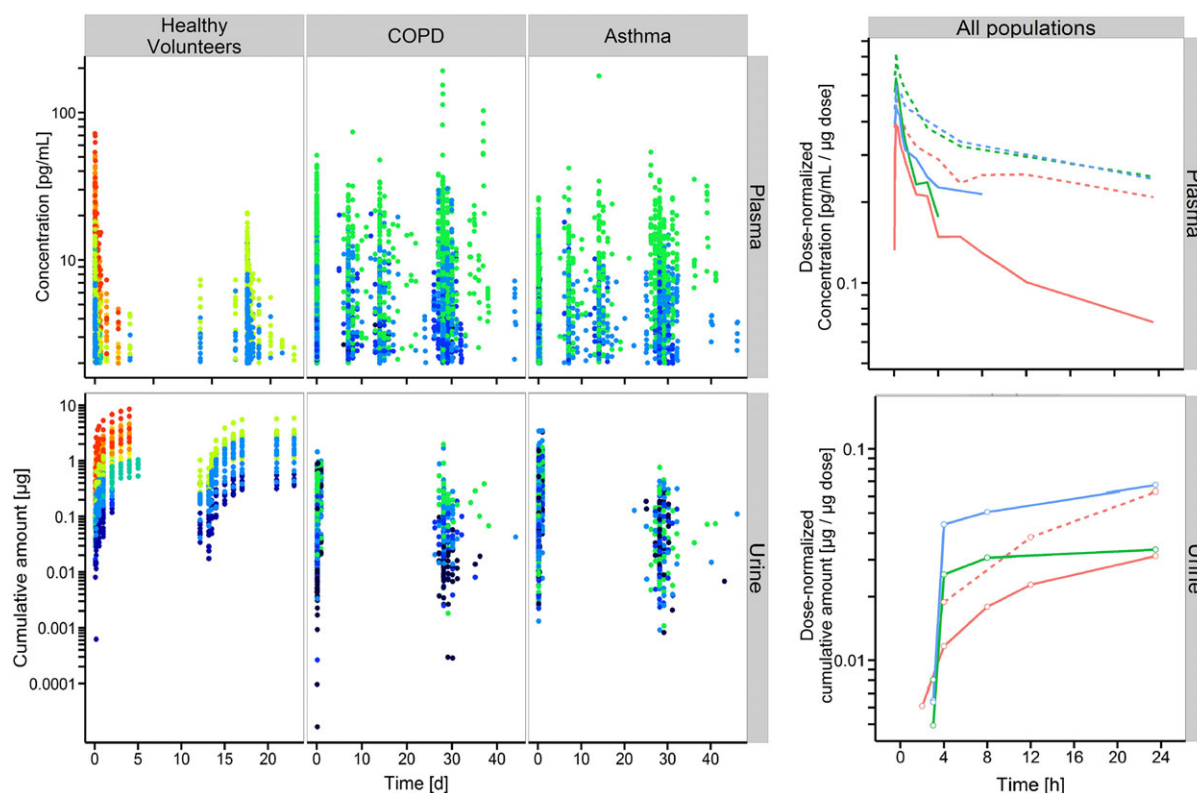 Healthy
Volunteers
COPD
Asthma
All populations
Concentration [pg/mL]
100
10
Plasma
Dose-normalized
Concentration [pg/mL / µg dose]
0.1
Plasma
Cumulative amount [µg]
10
1
0.1
0.01
0.001
0.0001
Urine
Dose-normalized
cumulative amount [µg / µg dose]
0.1
0.01
Urine
0 5 10 15 20
0 10 20 30 40
0 10 20 30 40
Time [d]
0 4 8 12 16 20 24
Time [h]